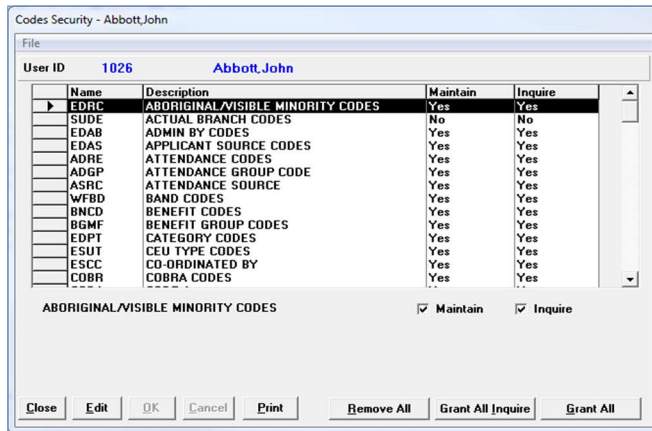 Codes Security - Abbott,John
File
User ID 1026 Abbott,John
Name Description Maintain Inquire
EDRC ABORIGINAL/VISIBLE MINORITY CODES Yes Yes
SUDE ACTUAL BRANCH CODES No No
EDAB ADMIN BY CODES Yes Yes
EDAS APPLICANT SOURCE CODES Yes Yes
ADRE ATTENDANCE CODES Yes Yes
ADGP ATTENDANCE GROUP CODE Yes Yes
ASRC ATTENDANCE SOURCE Yes Yes
WFBD BAND CODES Yes Yes
BNCD BENEFIT CODES Yes Yes
BGMF BENEFIT GROUP CODES Yes Yes
EDPT CATEGORY CODES Yes Yes
ESUT CEU TYPE CODES Yes Yes
ESCC CO-ORDINATED BY Yes Yes
COBR COBRA CODES Yes Yes
ABORIGINAL/VISIBLE MINORITY CODES Maintain Inquire
Close Edit OK Cancel Print Remove All Grant All Inquire Grant All